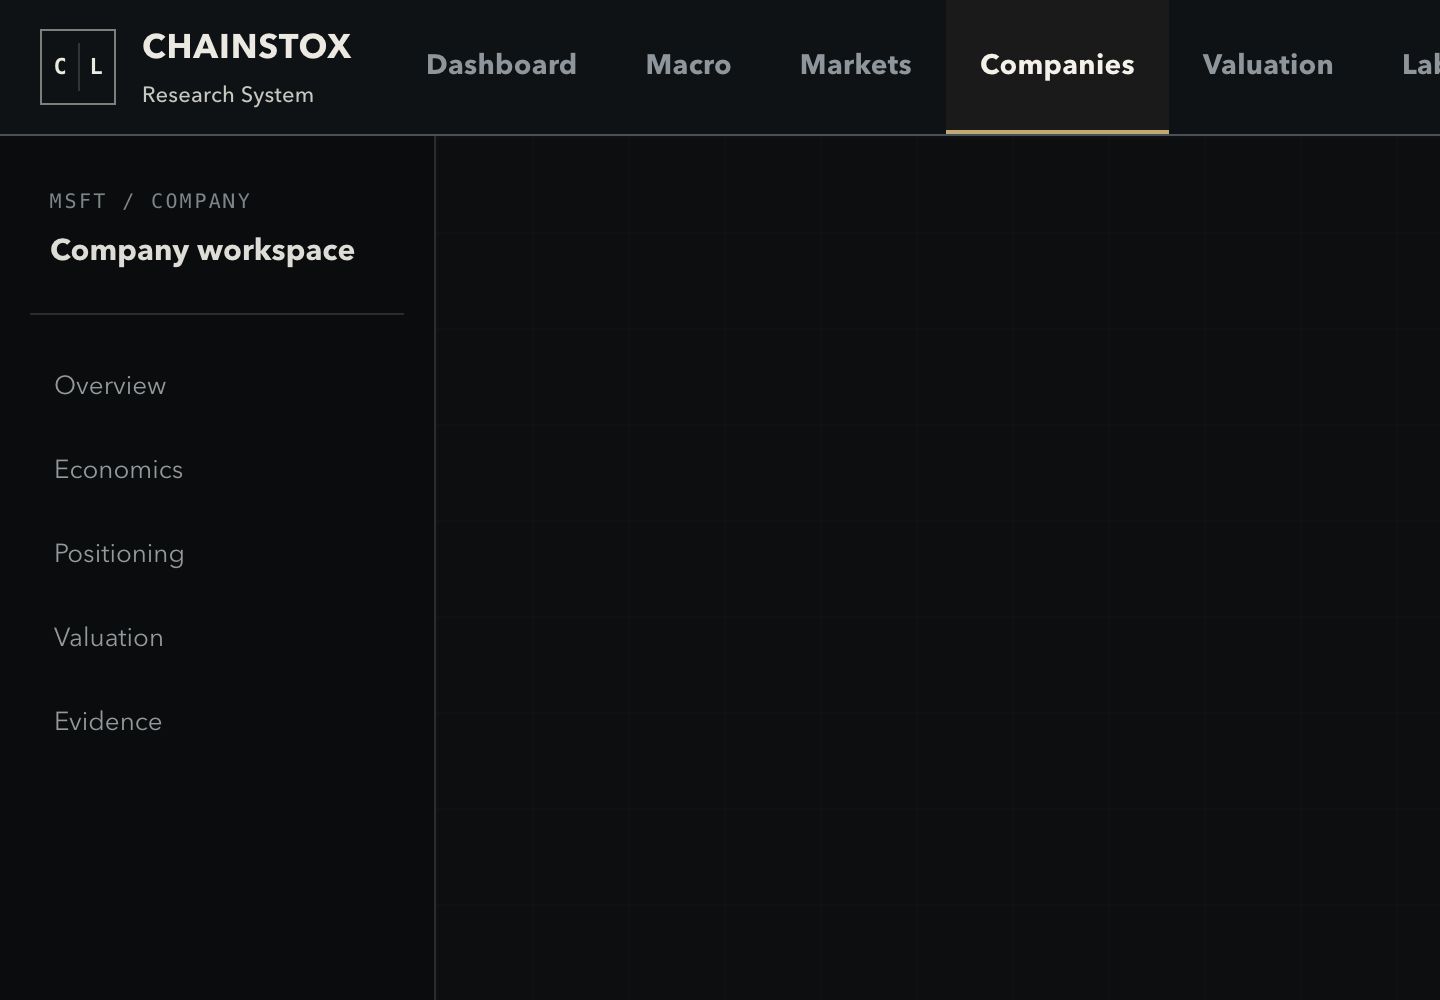 C L
CHAINSTOX
Research System
Dashboard
Macro
Markets
Companies
Valuation
MSFT / COMPANY
Company workspace
Overview
Economics
Positioning
Valuation
Evidence